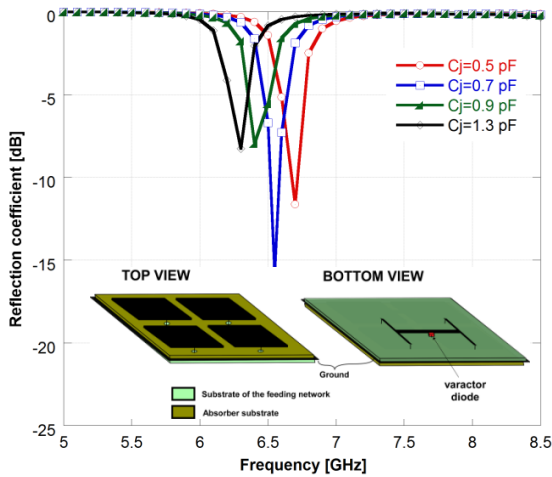 0
-5
-10
-15
-20
-25
Reflection coefficient [dB]
Cj=0.5 pF
Cj=0.7 pF
Cj=0.9 pF
Cj=1.3 pF
TOP VIEW
BOTTOM VIEW
Ground
varactor
diode
Substrate of the feeding network
Absorber substrate
5 5.5 6 6.5 7 7.5 8 8.5
Frequency [GHz]